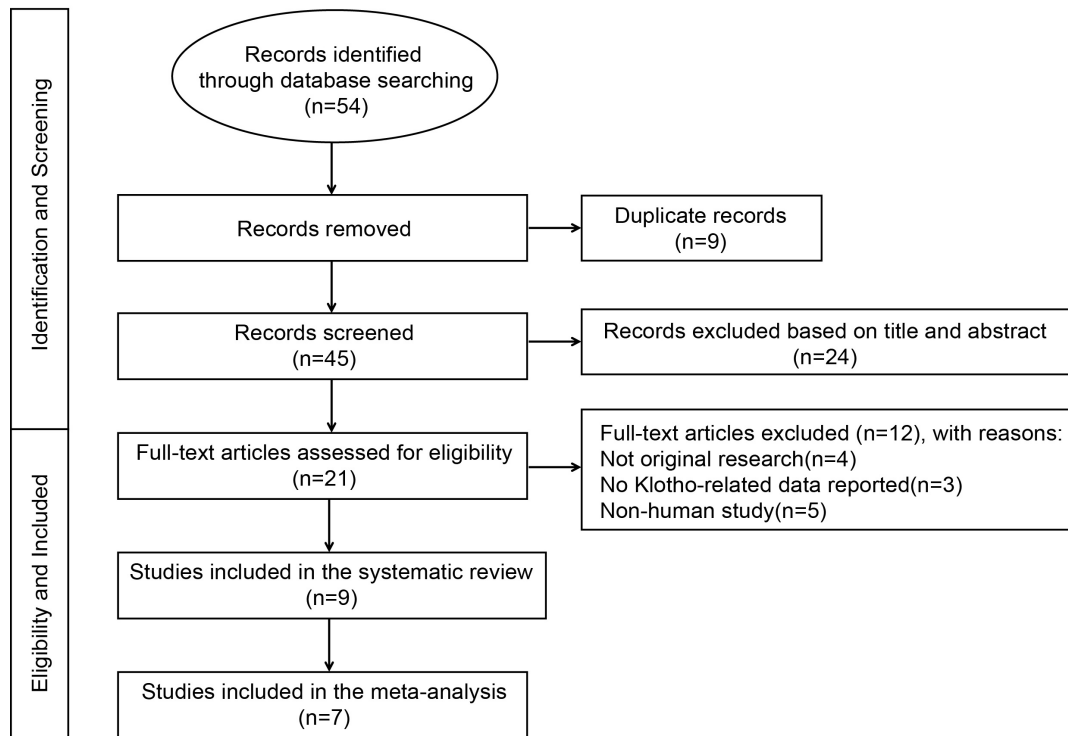 Identification and Screening
Records identified
through database searching
(n=54)
Records removed
Duplicate records
(n=9)
Records screened
(n=45)
Records excluded based on title and abstract
(n=24)
Eligibility and Included
Full-text articles assessed for eligibility
(n=21)
Full-text articles excluded (n=12), with reasons:
Not original research(n=4)
No Klotho-related data reported(n=3)
Non-human study(n=5)
Studies included in the systematic review
(n=9)
Studies included in the meta-analysis
(n=7)